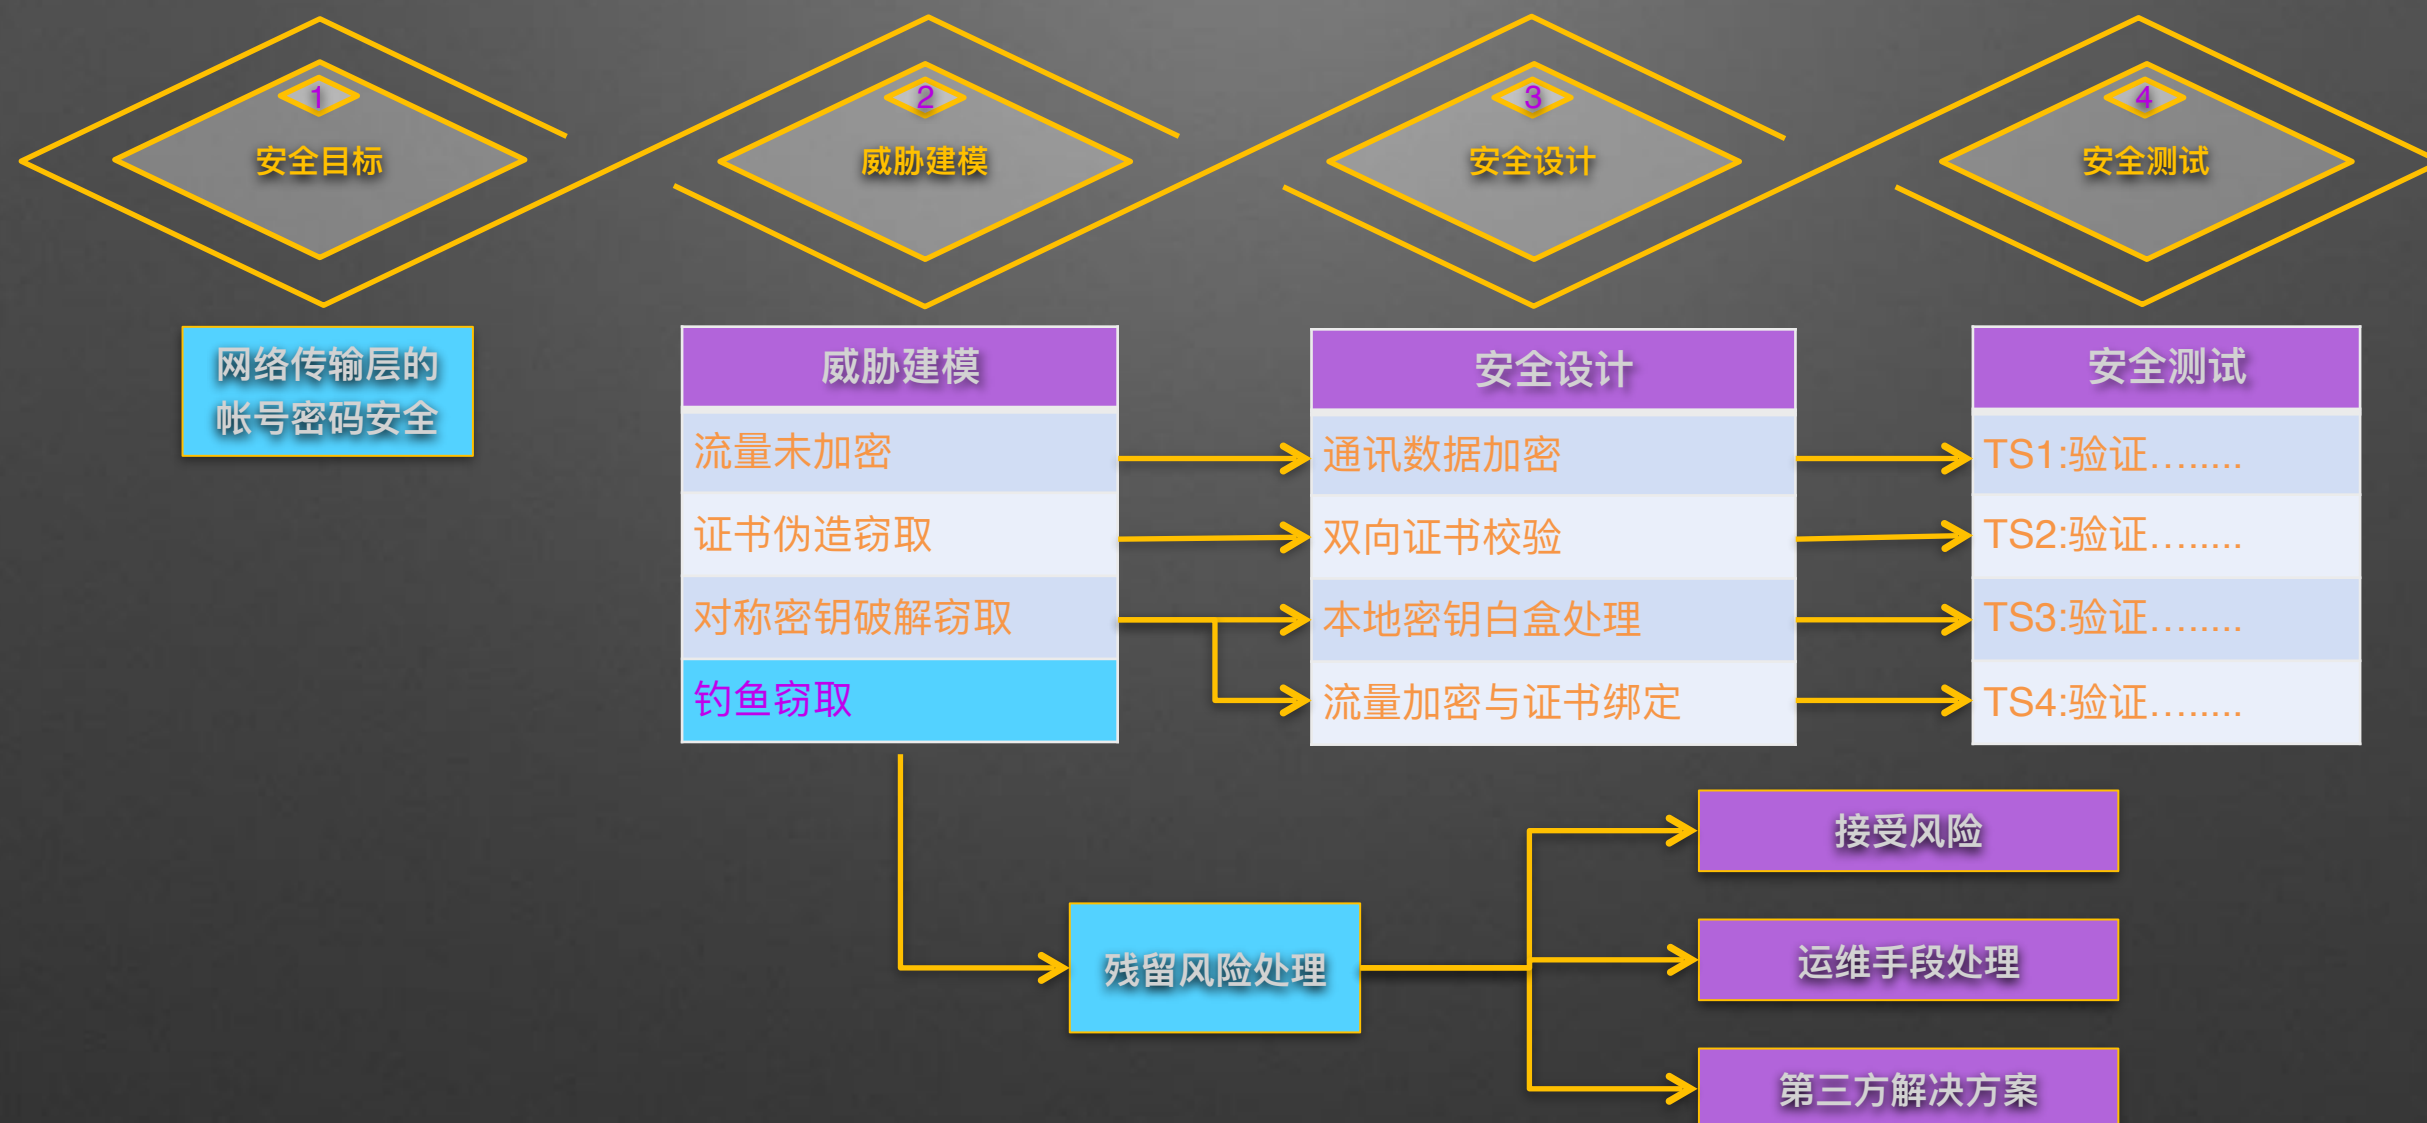 1
安全目标
2
威胁建模
3
安全设计
4
安全测试
网络传输层的
帐号密码安全
威胁建模
流量未加密
证书伪造窃取
对称密钥破解窃取
钓鱼窃取
安全设计
通讯数据加密
双向证书校验
本地密钥白盒处理
流量加密与证书绑定
安全测试
TS1:验证……..
TS2:验证……..
TS3:验证……..
TS4:验证……..
残留风险处理
接受风险
运维手段处理
第三方解决方案